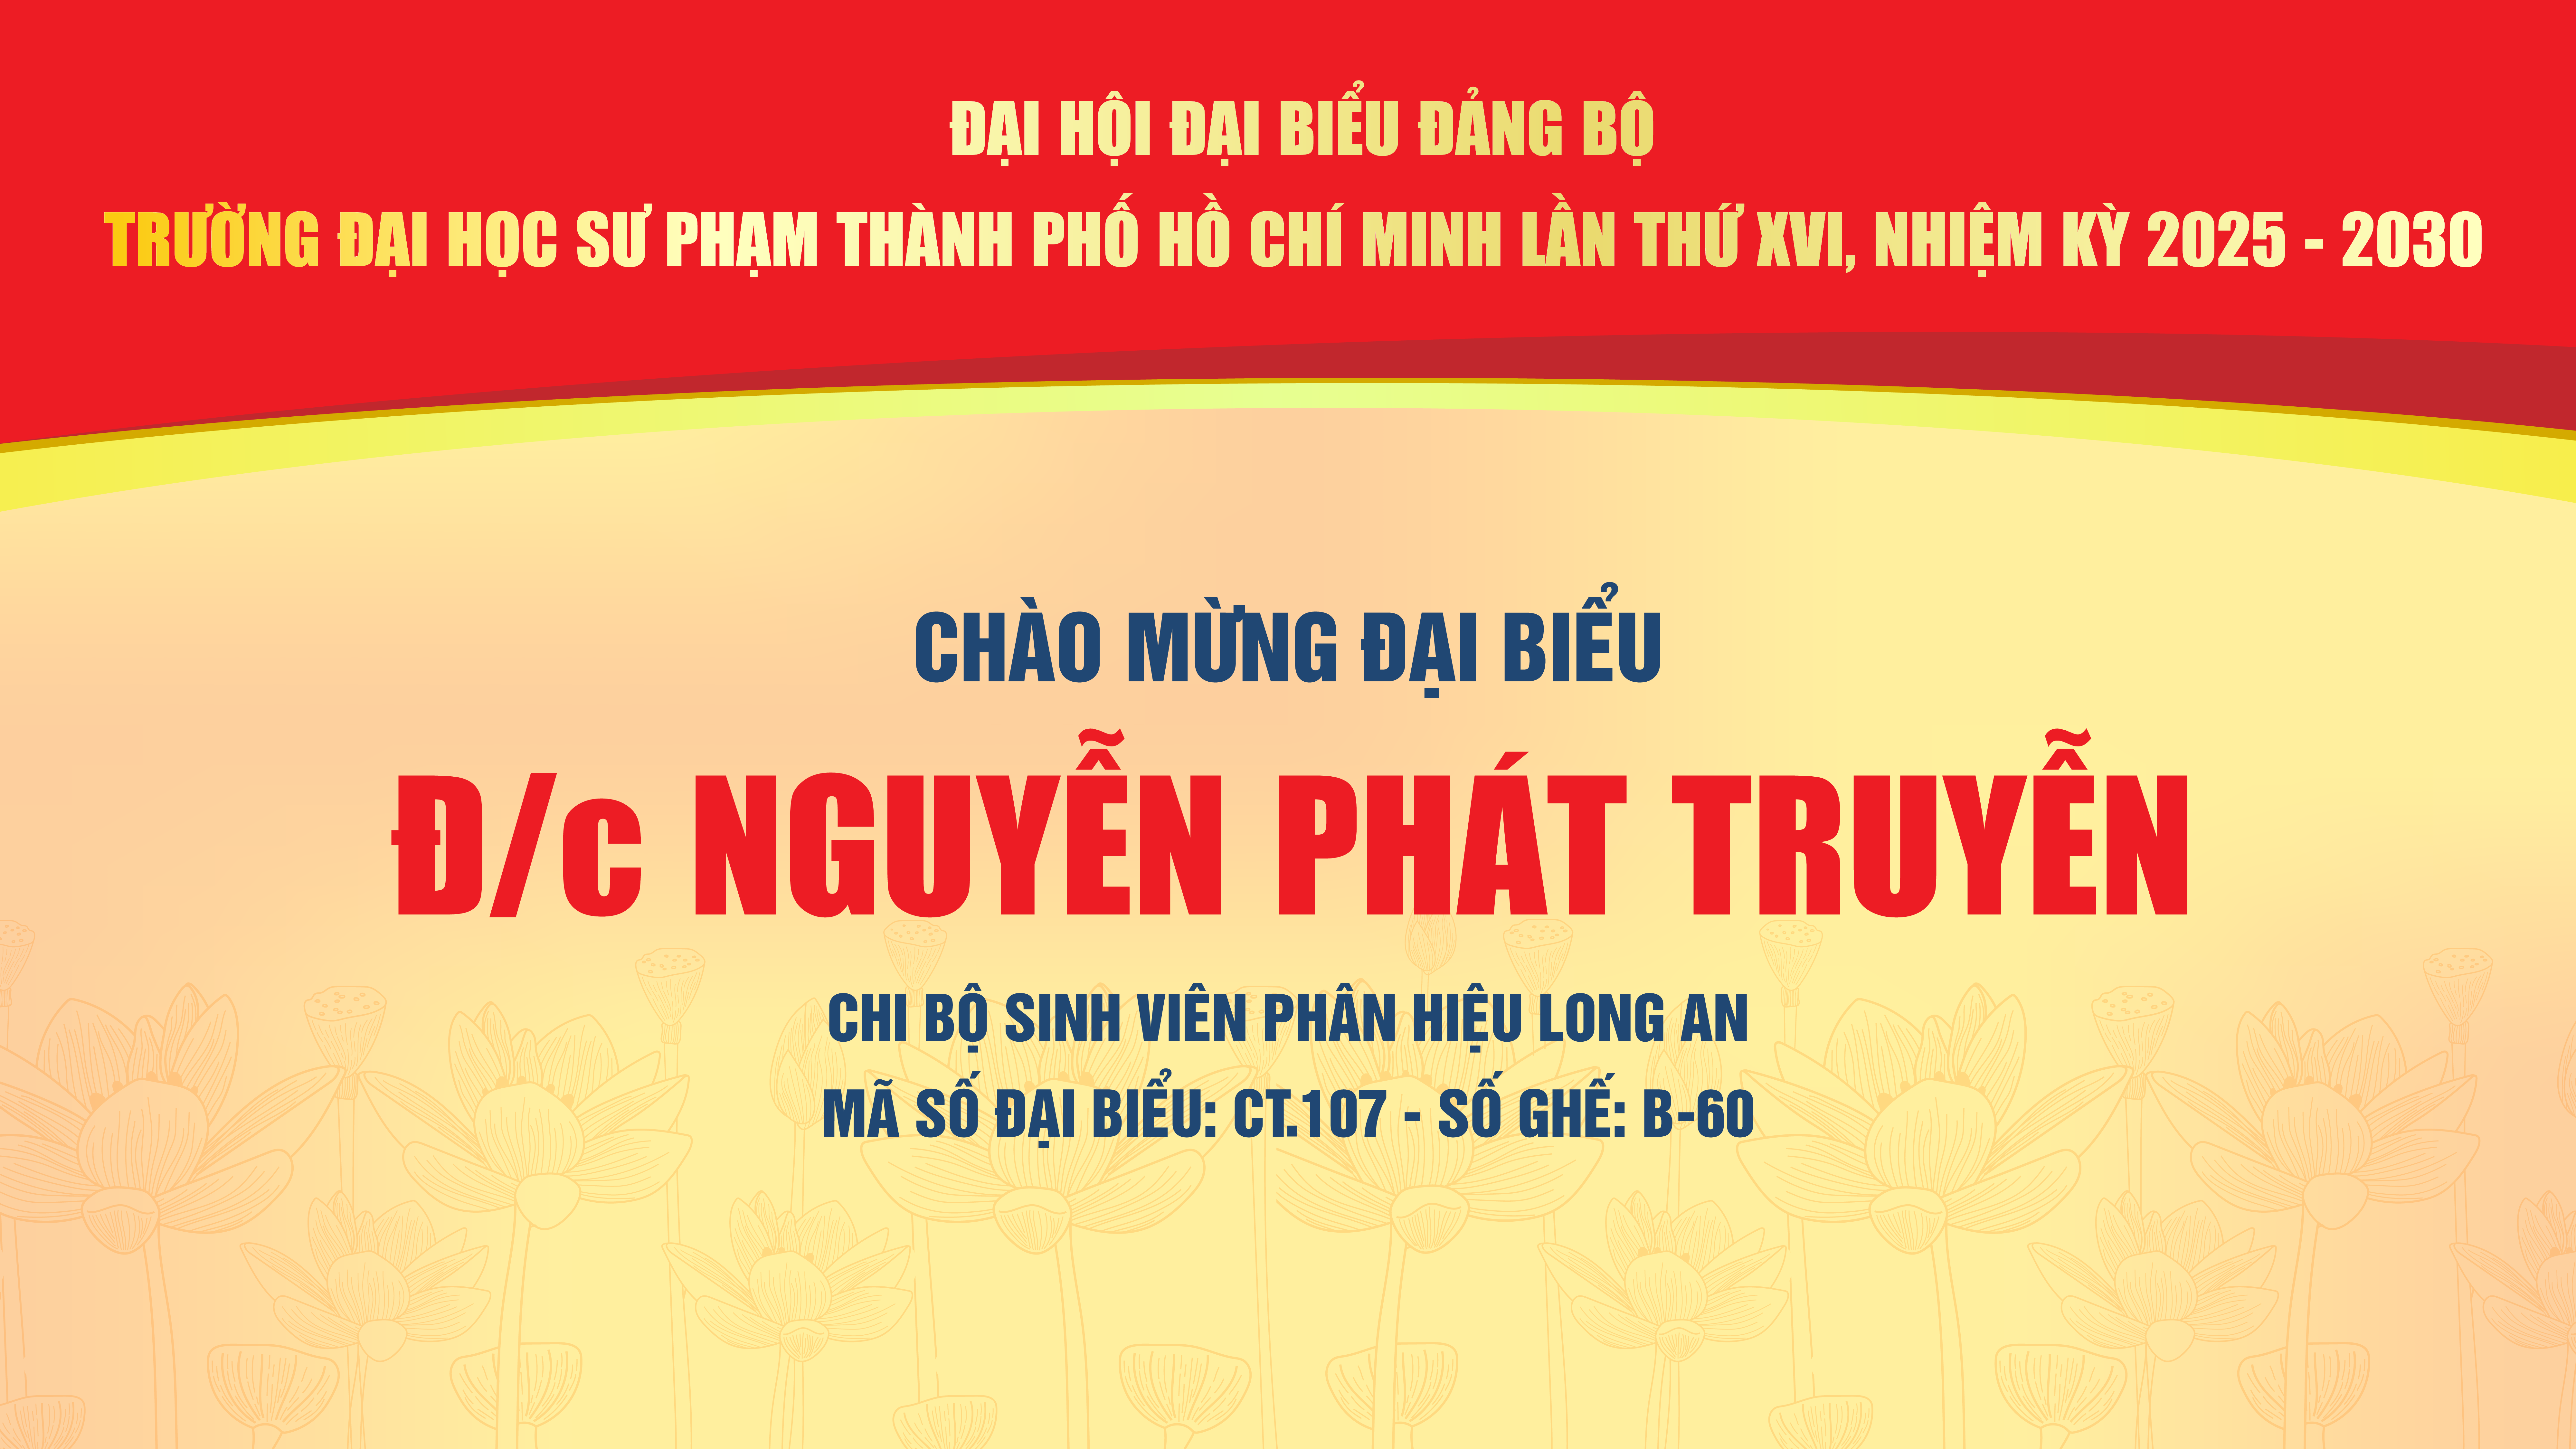 ĐẠI HỘI ĐẠI BIỂU ĐẢNG BỘ
TRƯỜNG ĐẠI HỌC SƯ PHẠM THÀNH PHỐ HỒ CHÍ MINH LẦN THỨ XVI, NHIỆM KỲ 2025 - 2030
CHÀO MỪNG ĐẠI BIỂU
Đ/c NGUYỄN PHÁT TRUYỄN
CHI BỘ SINH VIÊN PHÂN HIỆU LONG AN
MÃ SỐ ĐẠI BIỂU: CT.107 - SỐ GHẾ: B-60